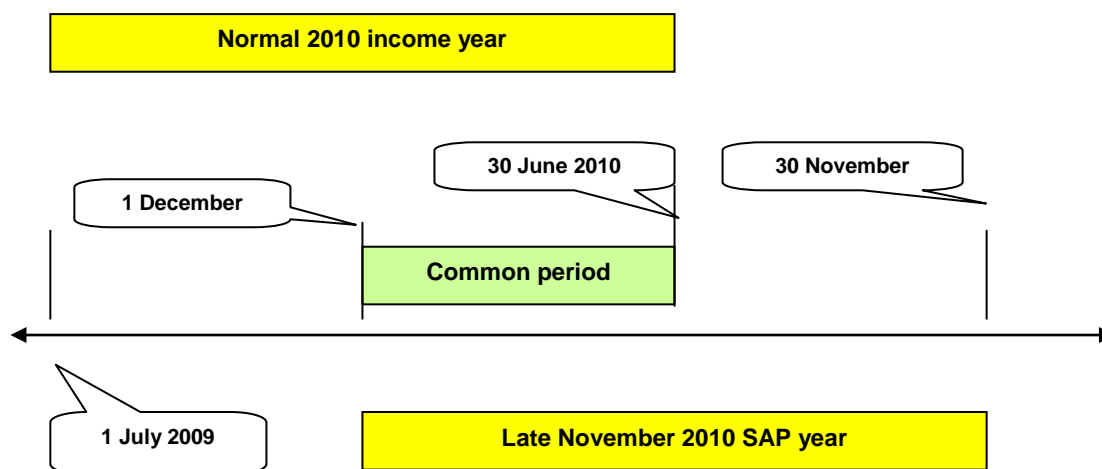 Normal 2010 income year
30 June 2010
30 November
1 December
Common period
1 July 2009
Late November 2010 SAP year